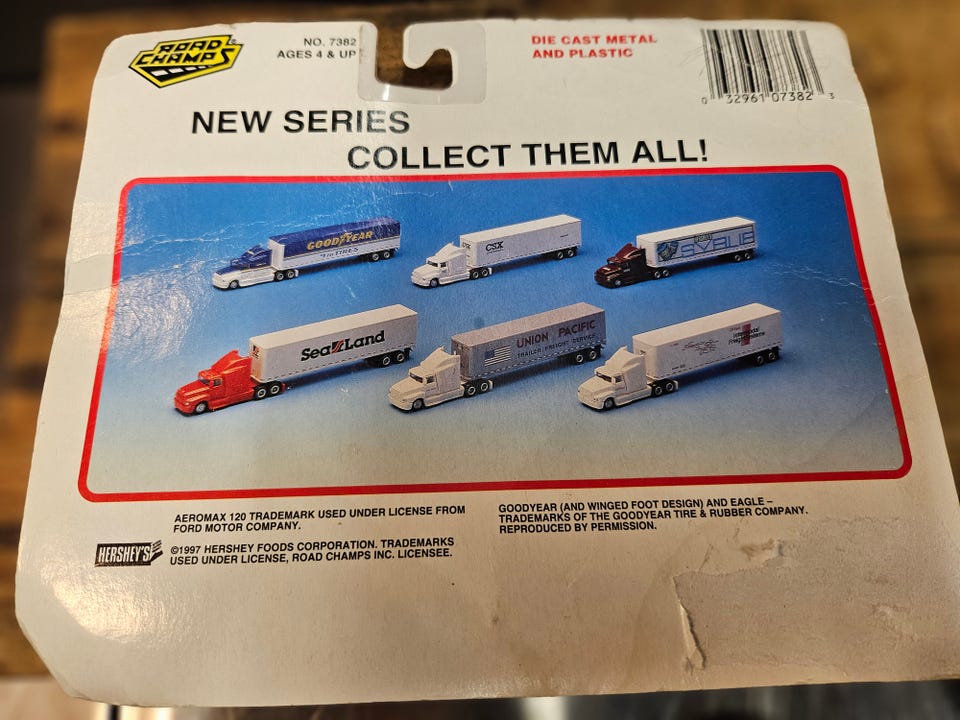 ROAD
CHAMPS
NO. 7382
AGES 4 & UP
DIE CAST METAL
AND PLASTIC
0 32961 07382 3
NEW SERIES
COLLECT THEM ALL!
GOODYEAR
CSX
Sea Land
UNION PACIFIC
TRAILER FREIGHT SERVICE
AEROMAX 120 TRADEMARK USED UNDER LICENSE FROM
FORD MOTOR COMPANY.
HERSHEY'S
©1997 HERSHEY FOODS CORPORATION. TRADEMARKS
USED UNDER LICENSE, ROAD CHAMPS INC. LICENSEE.
GOODYEAR (AND WINGED FOOT DESIGN) AND EAGLE –
TRADEMARKS OF THE GOODYEAR TIRE & RUBBER COMPANY.
REPRODUCED BY PERMISSION.